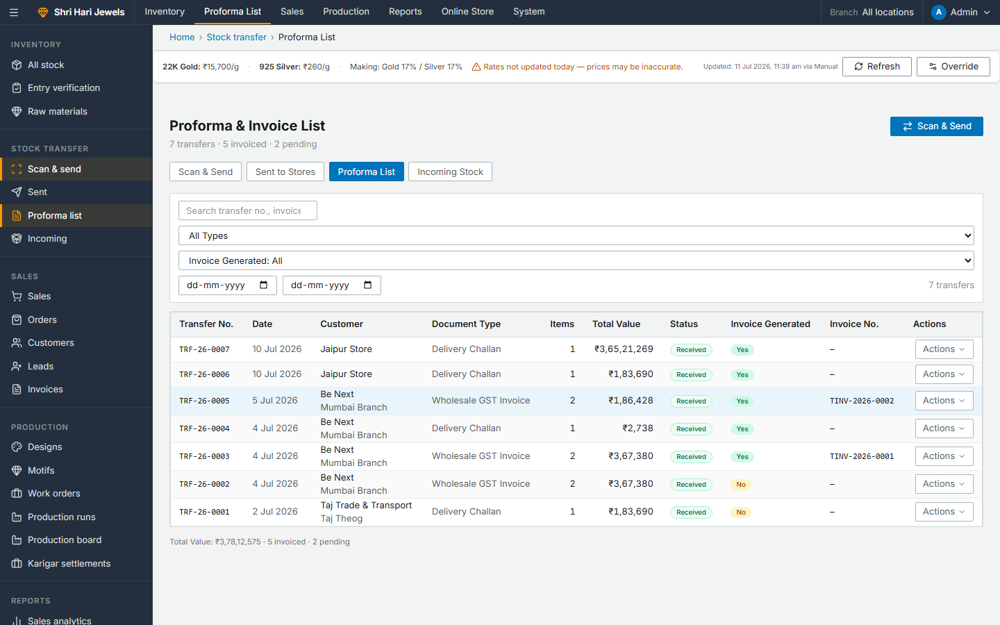 Shri Hari Jewels
Inventory Proforma List Sales Production Reports Online Store System
Branch All locations A Admin
INVENTORY
All stock
Entry verification
Raw materials
STOCK TRANSFER
Scan & send
Sent
Proforma list
Incoming
SALES
Sales
Orders
Customers
Leads
Invoices
PRODUCTION
Designs
Motifs
Work orders
Production runs
Production board
Karigar settlements
REPORTS
Sales analytics
Home › Stock transfer › Proforma List
22K Gold: ₹15,700/g · 925 Silver: ₹260/g · Making: Gold 17% / Silver 17% Rates not updated today — prices may be inaccurate. Updated: 11 Jul 2026, 11:39 am via Manual Refresh Override
Proforma & Invoice List
7 transfers · 5 invoiced · 2 pending
Scan & Send
Scan & Send Sent to Stores Proforma List Incoming Stock
Search transfer no., invoice
All Types
Invoice Generated: All
dd-mm-yyyy dd-mm-yyyy 7 transfers
Transfer No. Date Customer Document Type Items Total Value Status Invoice Generated Invoice No. Actions
TRF-26-0007 10 Jul 2026 Jaipur Store Delivery Challan 1 ₹3,65,21,269 Received Yes – Actions
TRF-26-0006 10 Jul 2026 Jaipur Store Delivery Challan 1 ₹1,83,690 Received Yes – Actions
TRF-26-0005 5 Jul 2026 Be Next Wholesale GST Invoice 2 ₹1,86,428 Received Yes TINV-2026-0002 Actions
Mumbai Branch
TRF-26-0004 4 Jul 2026 Be Next Delivery Challan 1 ₹2,738 Received Yes – Actions
Mumbai Branch
TRF-26-0003 4 Jul 2026 Be Next Wholesale GST Invoice 2 ₹3,67,380 Received Yes TINV-2026-0001 Actions
Mumbai Branch
TRF-26-0002 4 Jul 2026 Be Next Wholesale GST Invoice 2 ₹3,67,380 Received No – Actions
Mumbai Branch
TRF-26-0001 2 Jul 2026 Taj Trade & Transport Delivery Challan 1 ₹1,83,690 Received No – Actions
Taj Theog
Total Value: ₹3,78,12,575 · 5 invoiced · 2 pending